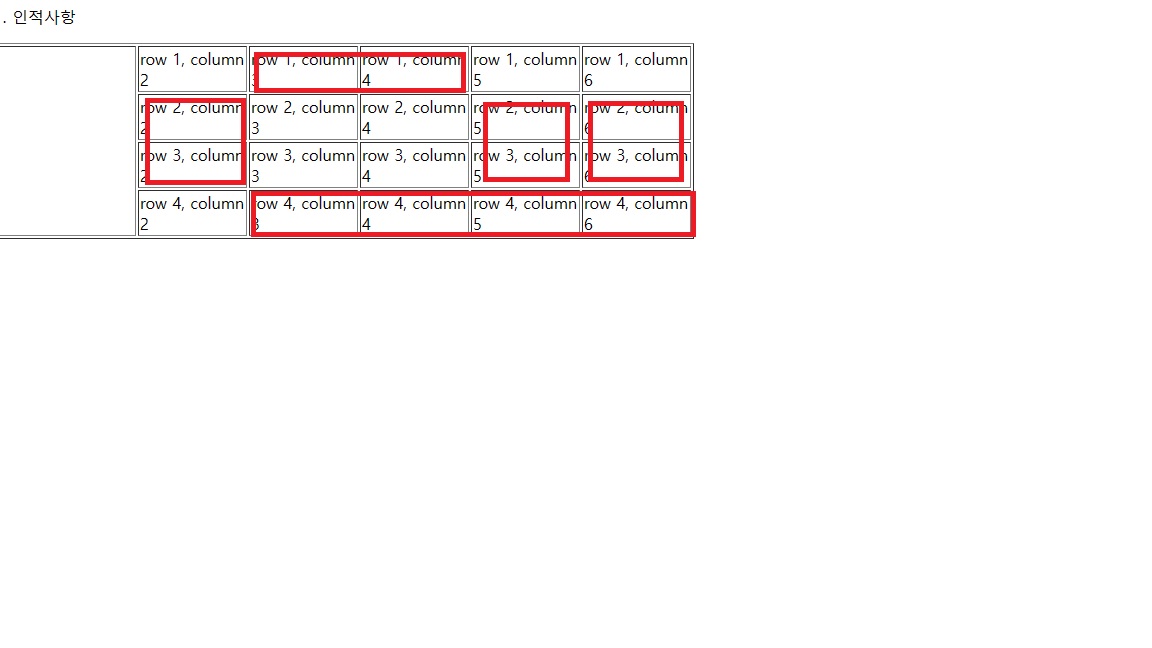 . 인적사항
row 1, column 2
row 1, column 3
row 1, column 4
row 1, column 5
row 1, column 6
row 2, column 2
row 2, column 3
row 2, column 4
row 2, column 5
row 2, column 6
row 3, column 2
row 3, column 3
row 3, column 4
row 3, column 5
row 3, column 6
row 4, column 2
row 4, column 3
row 4, column 4
row 4, column 5
row 4, column 6